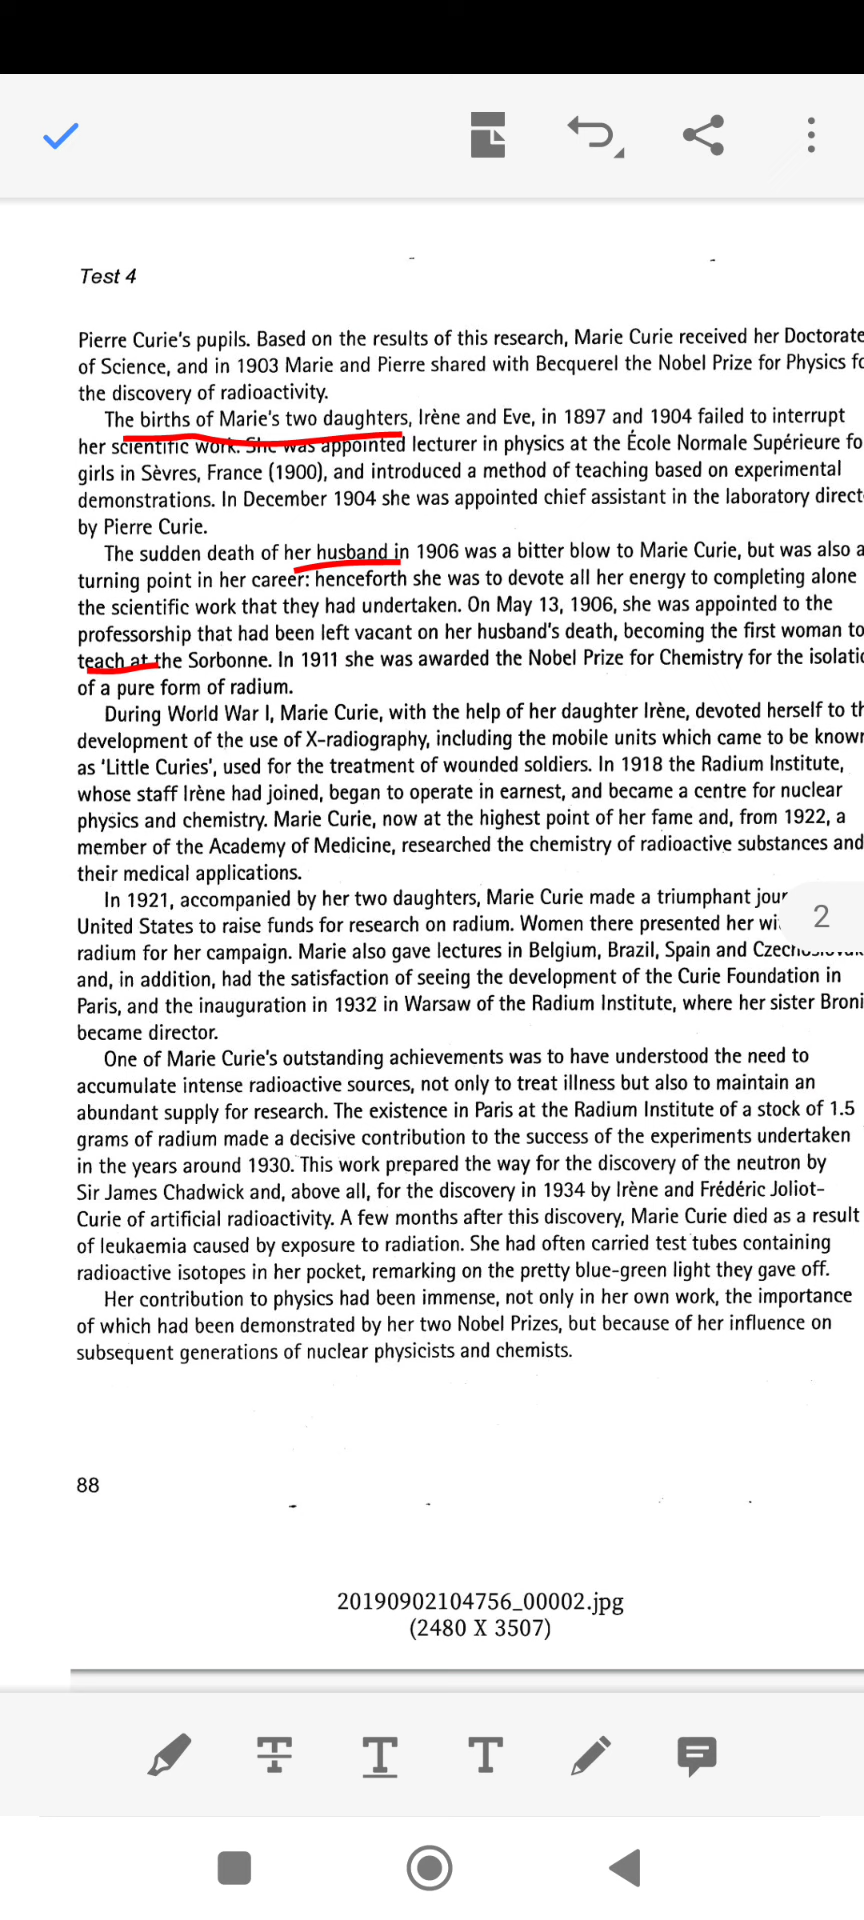 Test 4
Pierre Curie's pupils. Based on the results of this research, Marie Curie received her Doctorate
of Science, and in 1903 Marie and Pierre shared with Becquerel the Nobel Prize for Physics
the discovery of radioactivity.
The births of Marie's two daughters, Irène and Eve, in 1897 and 1904 failed to interrupt
her scientific work. She was appointed lecturer in physics at the École Normale Supérieure
girls in Sèvres, France (1900), and introduced a method of teaching based on experimental
demonstrations. In December 1904 she was appointed chief assistant in the laboratory
by Pierre Curie.
The sudden death of her husband in 1906 was a bitter blow to Marie Curie, but was also
turning point in her career: henceforth she was to devote all her energy to completing alone
the scientific work that they had undertaken. On May 13, 1906, she was appointed to the
professorship that had been left vacant on her husband's death, becoming the first woman to
teach at the Sorbonne. In 1911 she was awarded the Nobel Prize for Chemistry for the
of a pure form of radium.
During World War I, Marie Curie, with the help of her daughter Irène, devoted herself to
development of the use of X-radiography, including the mobile units which came to be
as 'Little Curies', used for the treatment of wounded soldiers. In 1918 the Radium Institute,
whose staff Irène had joined, began to operate in earnest, and became a centre for nuclear
physics and chemistry. Marie Curie, now at the highest point of her fame and, from 1922, a
member of the Academy of Medicine, researched the chemistry of radioactive substances and
their medical applications.
In 1921, accompanied by her two daughters, Marie Curie made a triumphant
United States to raise funds for research on radium. Women there presented her
2
radium for her campaign. Marie also gave lectures in Belgium, Brazil, Spain and
and, in addition, had the satisfaction of seeing the development of the Curie Foundation in
Paris, and the inauguration in 1932 in Warsaw of the Radium Institute, where her sister
became director.
One of Marie Curie's outstanding achievements was to have understood the need to
accumulate intense radioactive sources, not only to treat illness but also to maintain an
abundant supply for research. The existence in Paris at the Radium Institute of a stock of 1.5
grams of radium made a decisive contribution to the success of the experiments undertaken
in the years around 1930. This work prepared the way for the discovery of the neutron by
Sir James Chadwick and, above all, for the discovery in 1934 by Irène and Frédéric Joliot-
Curie of artificial radioactivity. A few months after this discovery, Marie Curie died as a result
of leukaemia caused by exposure to radiation. She had often carried test tubes containing
radioactive isotopes in her pocket, remarking on the pretty blue-green light they gave off.
Her contribution to physics had been immense, not only in her own work, the importance
of which had been demonstrated by her two Nobel Prizes, but because of her influence on
subsequent generations of nuclear physicists and chemists.
88
20190902104756_00002.jpg
(2480 X 3507)
T
T
T